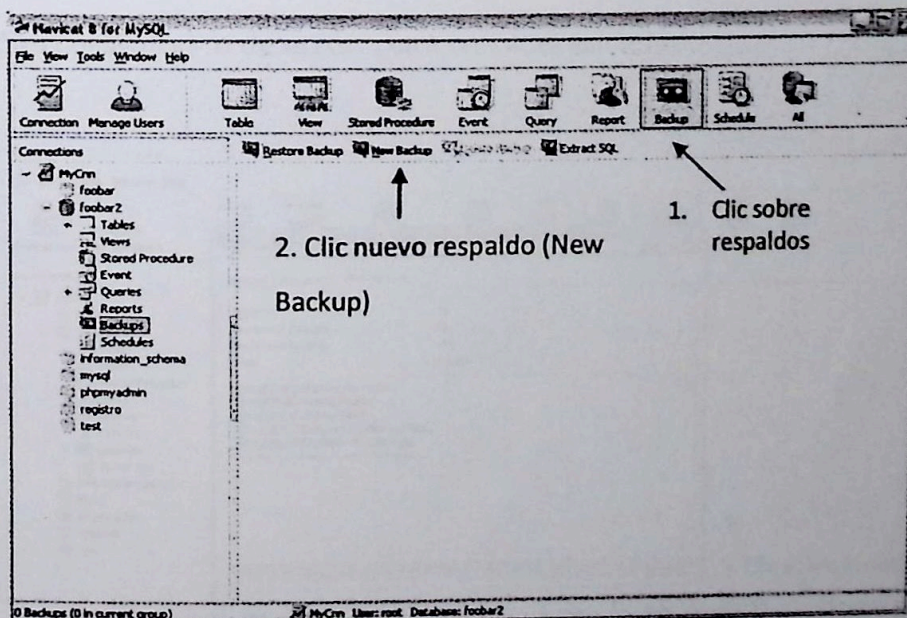 Navicat 8 for MySQL
File View Tools Window Help
Connection Manage Users Table View Stored Procedure Event Query Report Backup Schedule All
Connections
Restore Backup New Backup Extract SQL
MyCnn
foobar
foobar2
Tables
Views
Stored Procedure
Event
Queries
Reports
Backups
Schedules
information_schema
mysql
phpmyadmin
registro
test
1. Clic sobre
respaldos
2. Clic nuevo respaldo (New
Backup)
0 Backups (0 in current group) MyCnn User: root Database: foobar2